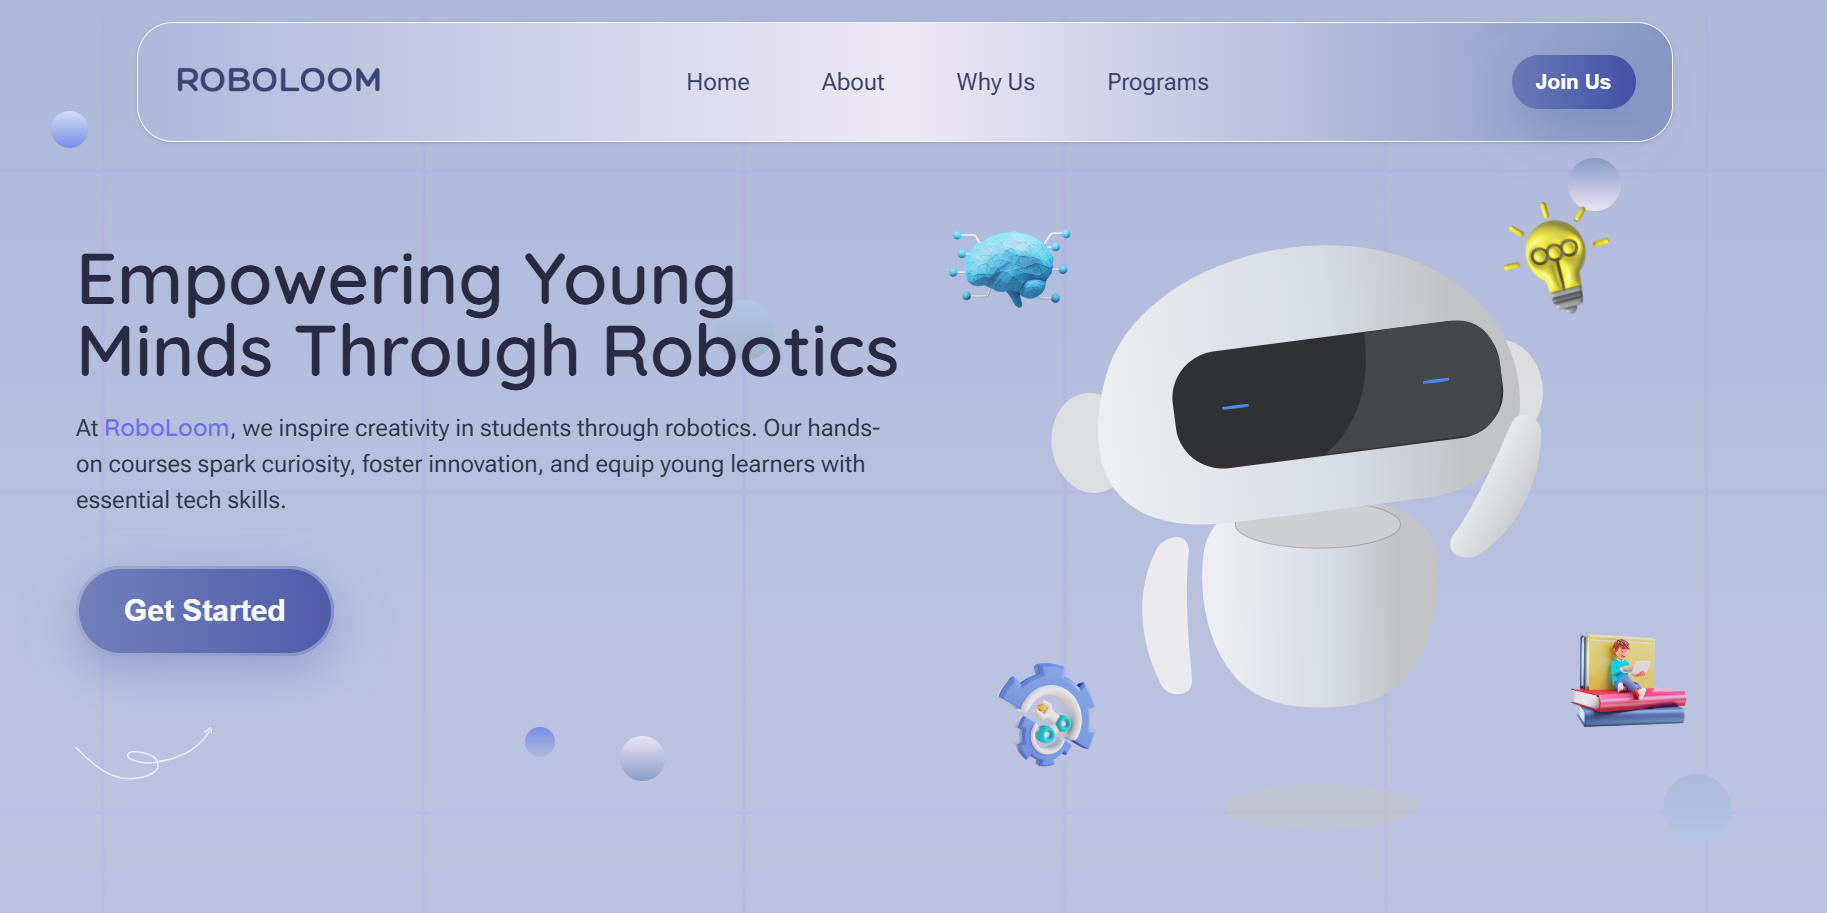 ROBOLOOM
Home
About
Why Us
Programs
Join Us
Empowering Young
Minds Through Robotics
At RoboLoom, we inspire creativity in students through robotics. Our hands-
on courses spark curiosity, foster innovation, and equip young learners with
essential tech skills.
Get Started